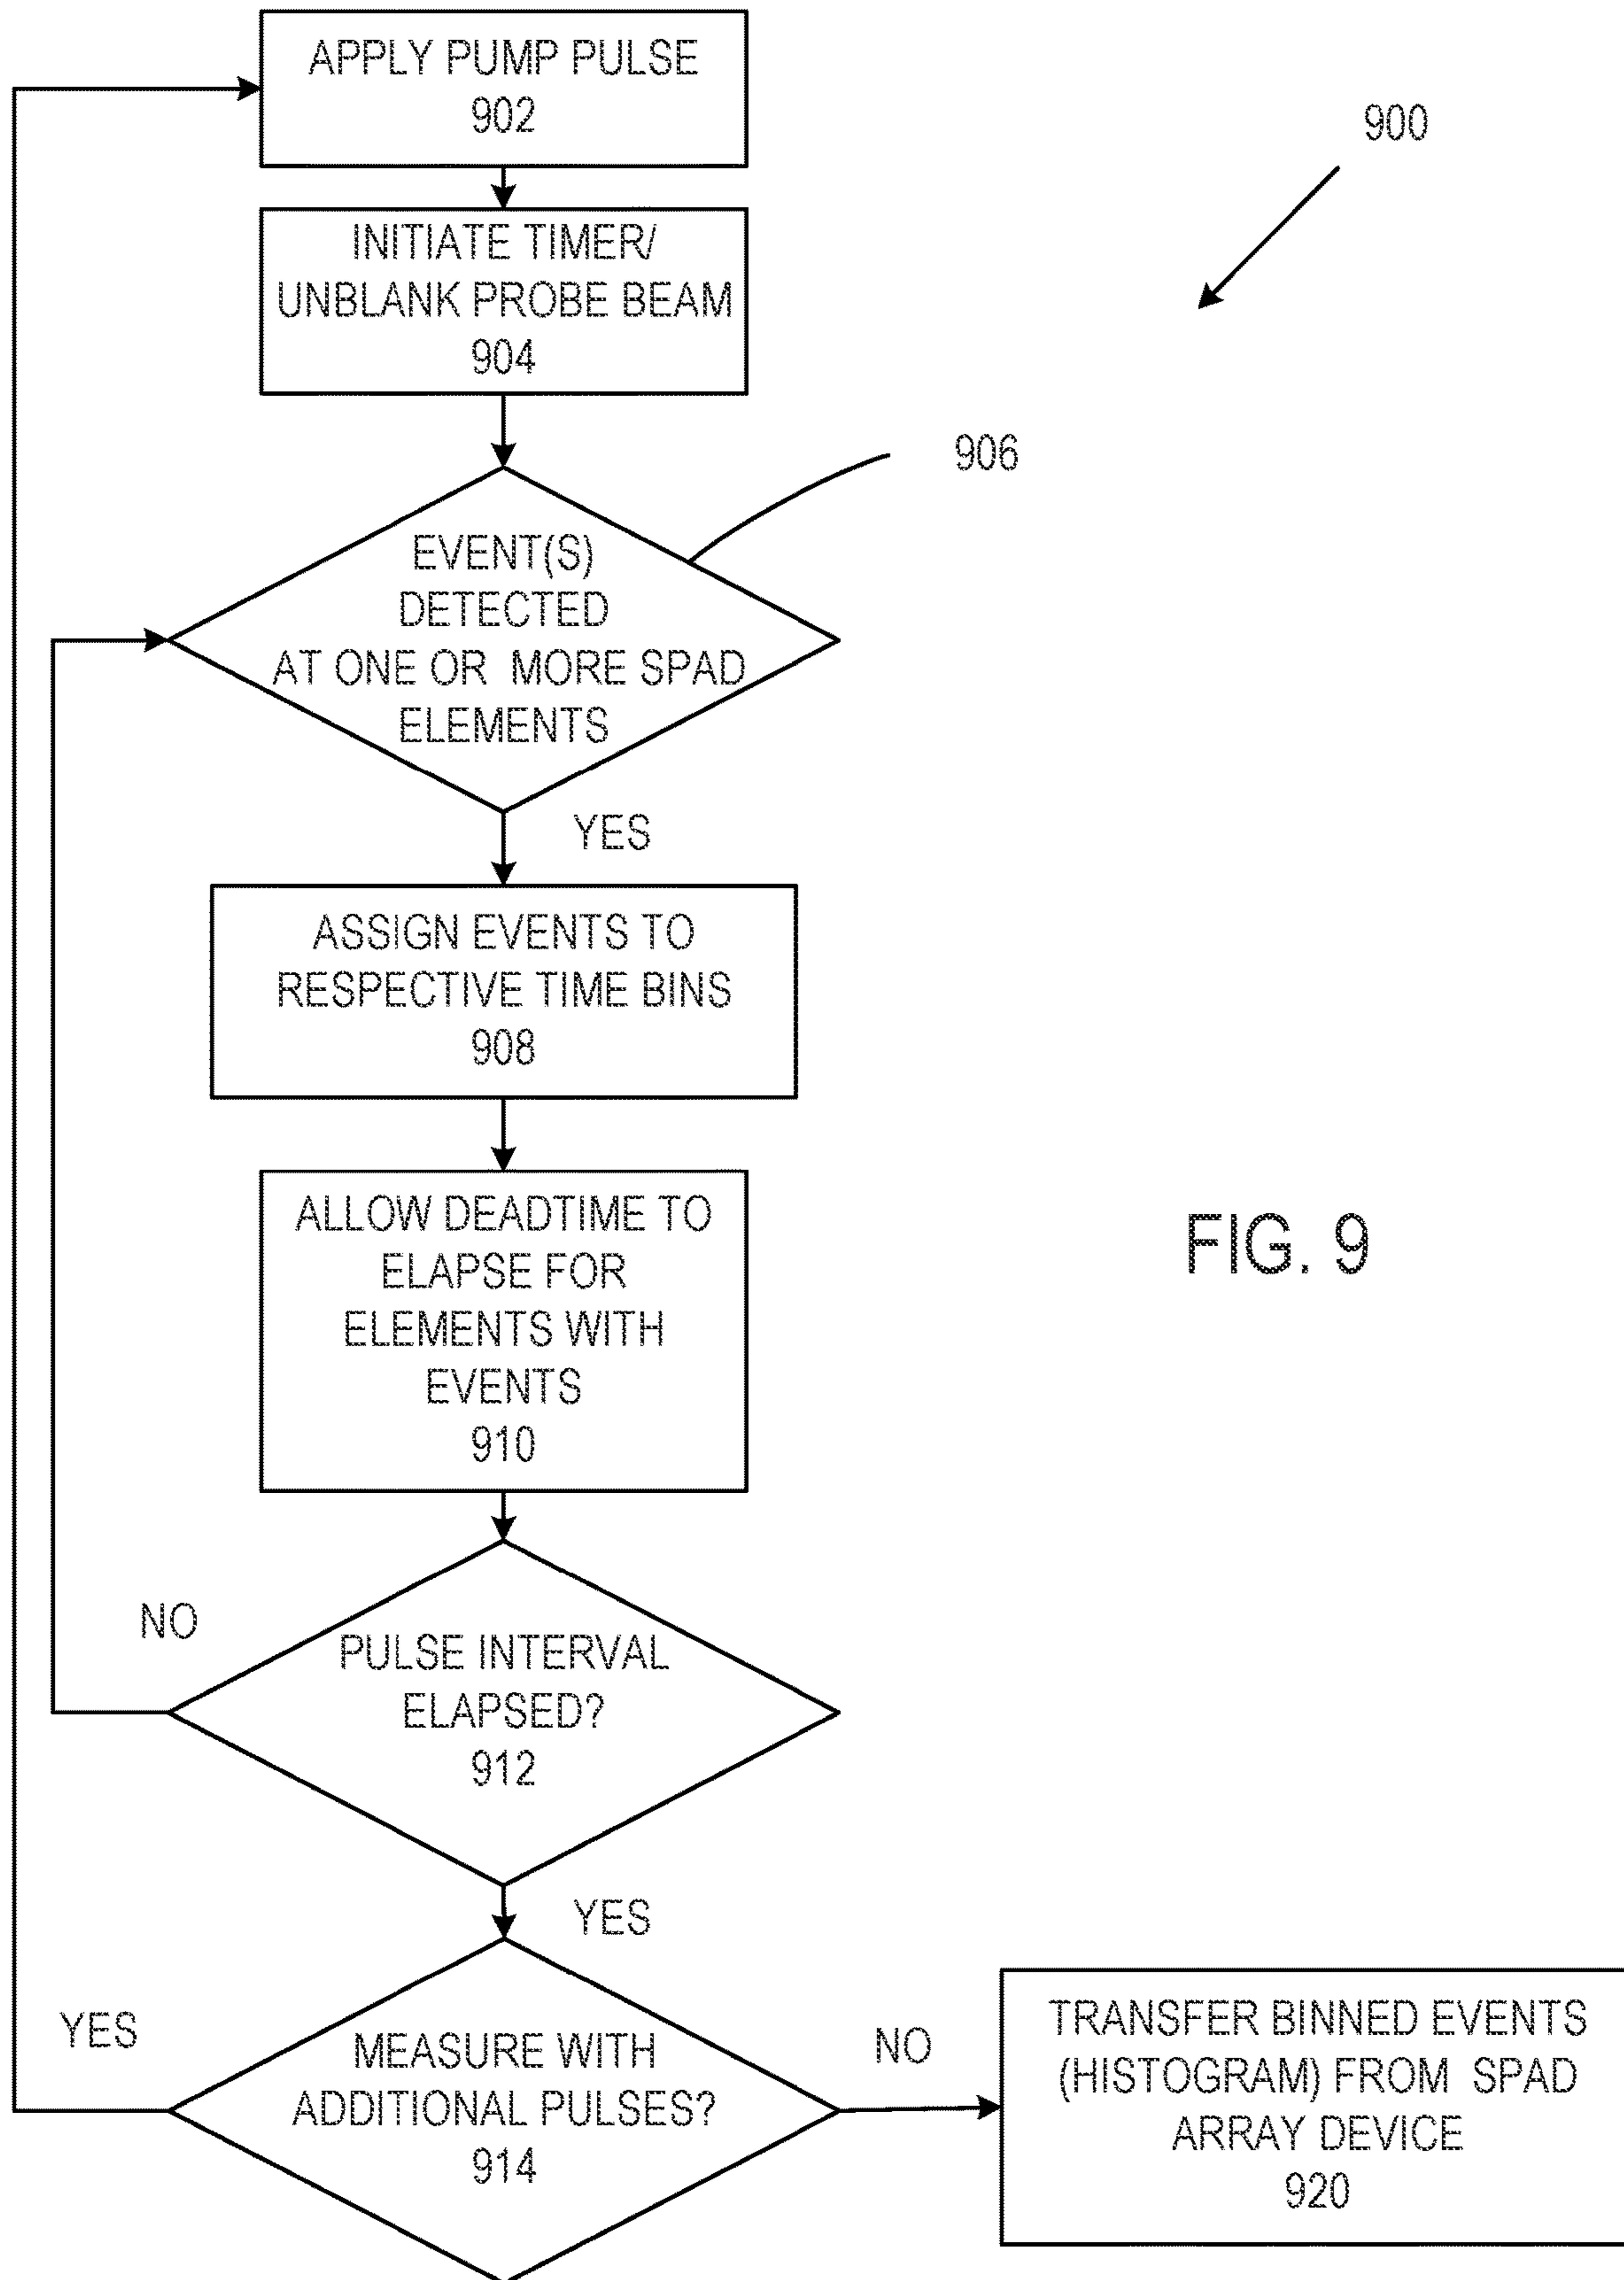 APPLY PUMP PULSE
902
900
INITIATE TIMER/
UNBLANK PROBE BEAM
904
906
EVENT(S)
DETECTED
AT ONE OR MORE SPAD
ELEMENTS
YES
ASSIGN EVENTS TO
RESPECTIVE TIME BINS
908
ALLOW DEADTIME TO
ELAPSE FOR
ELEMENTS WITH
EVENTS
910
FIG. 9
NO
PULSE INTERVAL
ELAPSED?
912
YES
YES
MEASURE WITH
ADDITIONAL PULSES?
914
NO
TRANSFER BINNED EVENTS
(HISTOGRAM) FROM SPAD
ARRAY DEVICE
920